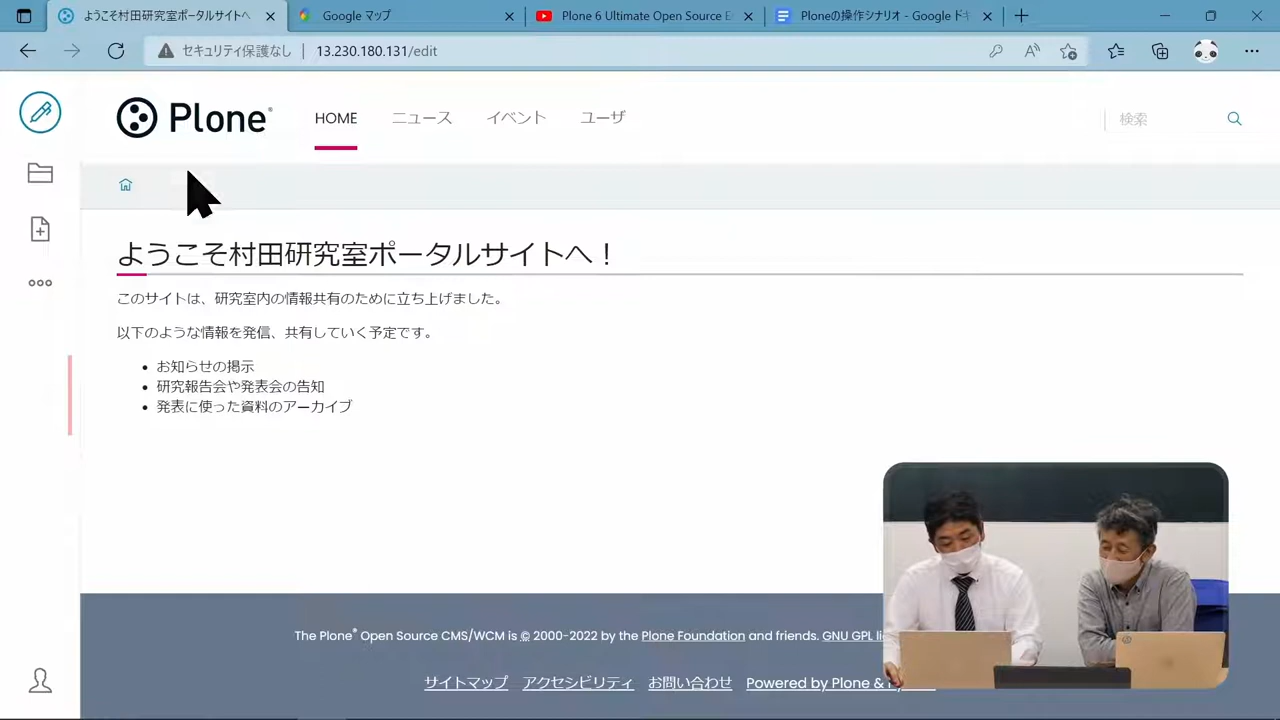 ようこそ村田研究室ポータルサイトへ
Google マップ
Plone 6 Ultimate Open Source E
Ploneの操作シナリオ - Google ドキ
セキュリティ保護なし
13.230.180.131/edit
Plone®
HOME
ニュース
イベント
ユーザ
検索
ようこそ村田研究室ポータルサイトへ！
このサイトは、研究室内の情報共有のために立ち上げました。
以下のような情報を発信、共有していく予定です。
お知らせの掲示
研究報告会や発表会の告知
発表に使った資料のアーカイブ
The Plone® Open Source CMS/WCM is © 2000-2022 by the Plone Foundation and friends. GNU GPL
サイトマップ アクセシビリティ お問い合わせ Powered by Plone &